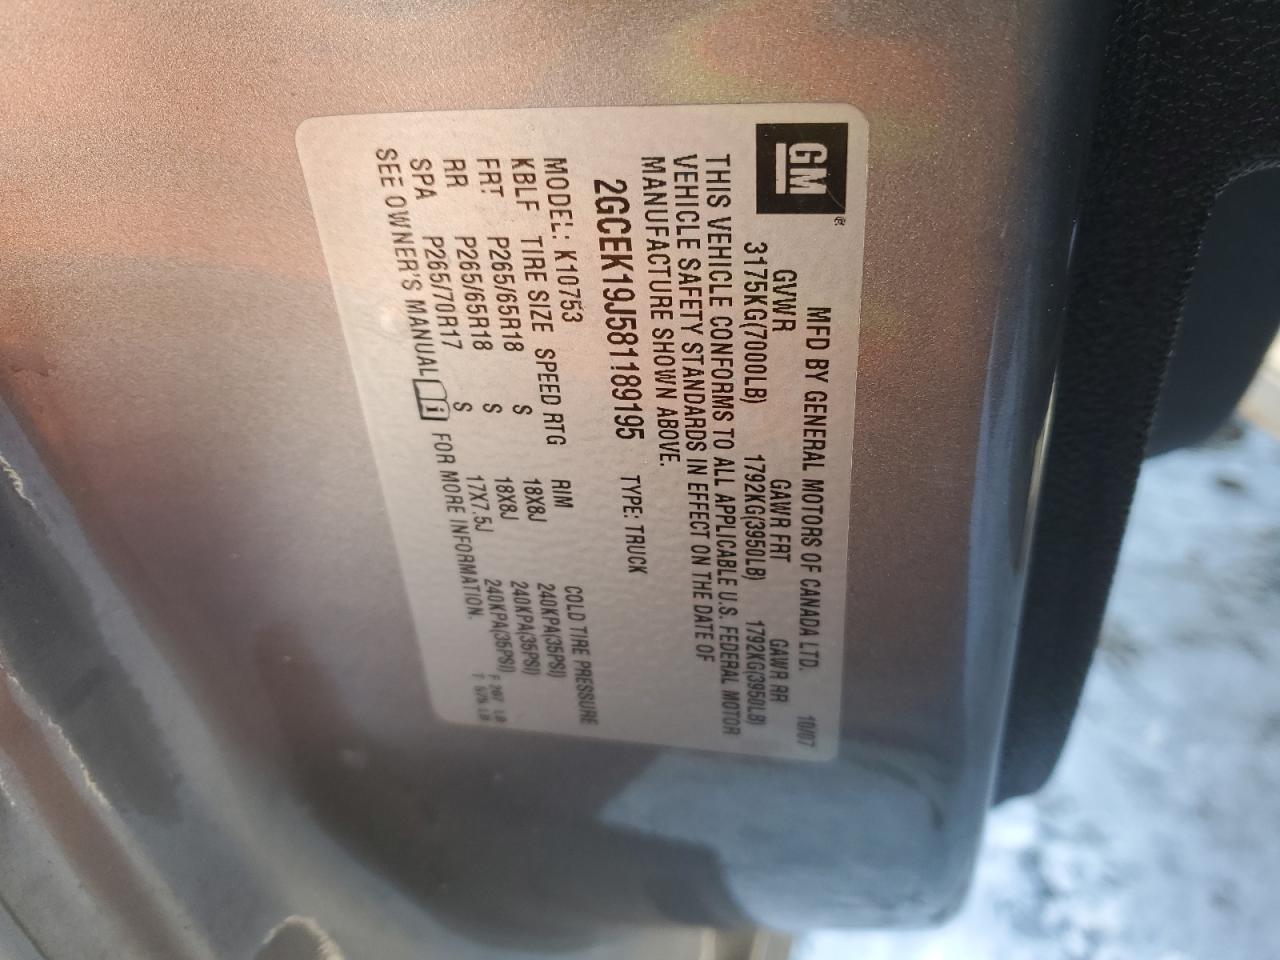 GM®
MFD BY GENERAL MOTORS OF CANADA LTD. 10/07
GVWR GAWR FRT GAWR RR
3175KG(7000LB) 1792KG(3950LB) 1792KG(3950LB)
THIS VEHICLE CONFORMS TO ALL APPLICABLE U.S. FEDERAL MOTOR
VEHICLE SAFETY STANDARDS IN EFFECT ON THE DATE OF
MANUFACTURE SHOWN ABOVE.
2GCEK19J581189195 TYPE: TRUCK
MODEL: K10753
KBLF TIRE SIZE SPEED RTG RIM COLD TIRE PRESSURE
FRT P265/65R18 S 18X8J 240KPA(35PSI)
RR P265/65R18 S 18X8J 240KPA(35PSI)
SPA P265/70R17 S 17X7.5J 240KPA(35PSI)
SEE OWNER'S MANUAL i FOR MORE INFORMATION.